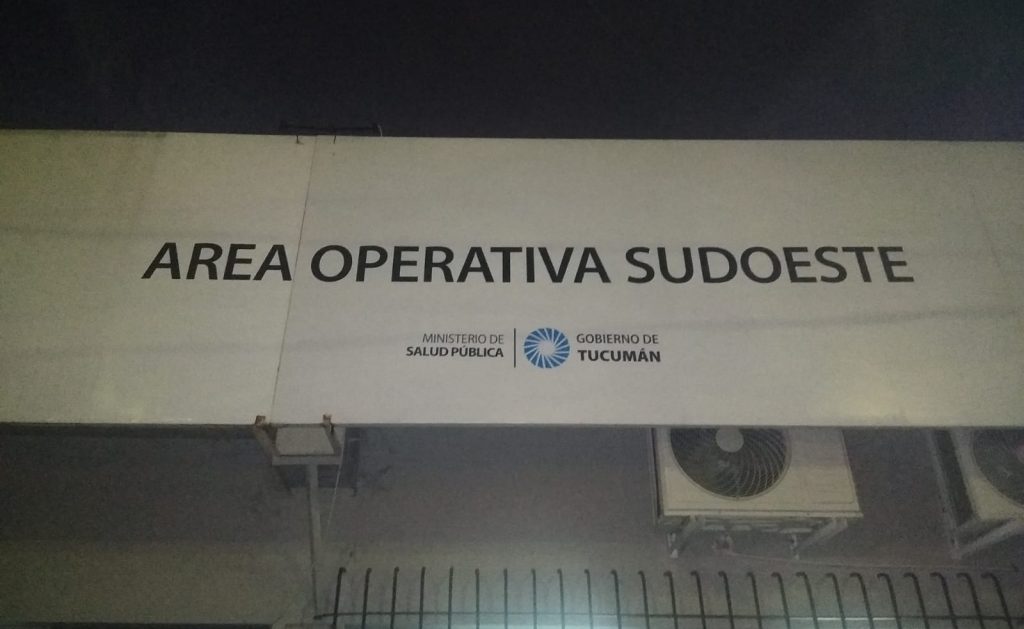 AREA OPERATIVA SUDOESTE
MINISTERIO DE
SALUD PÚBLICA
GOBIERNO DE
TUCUMÁN